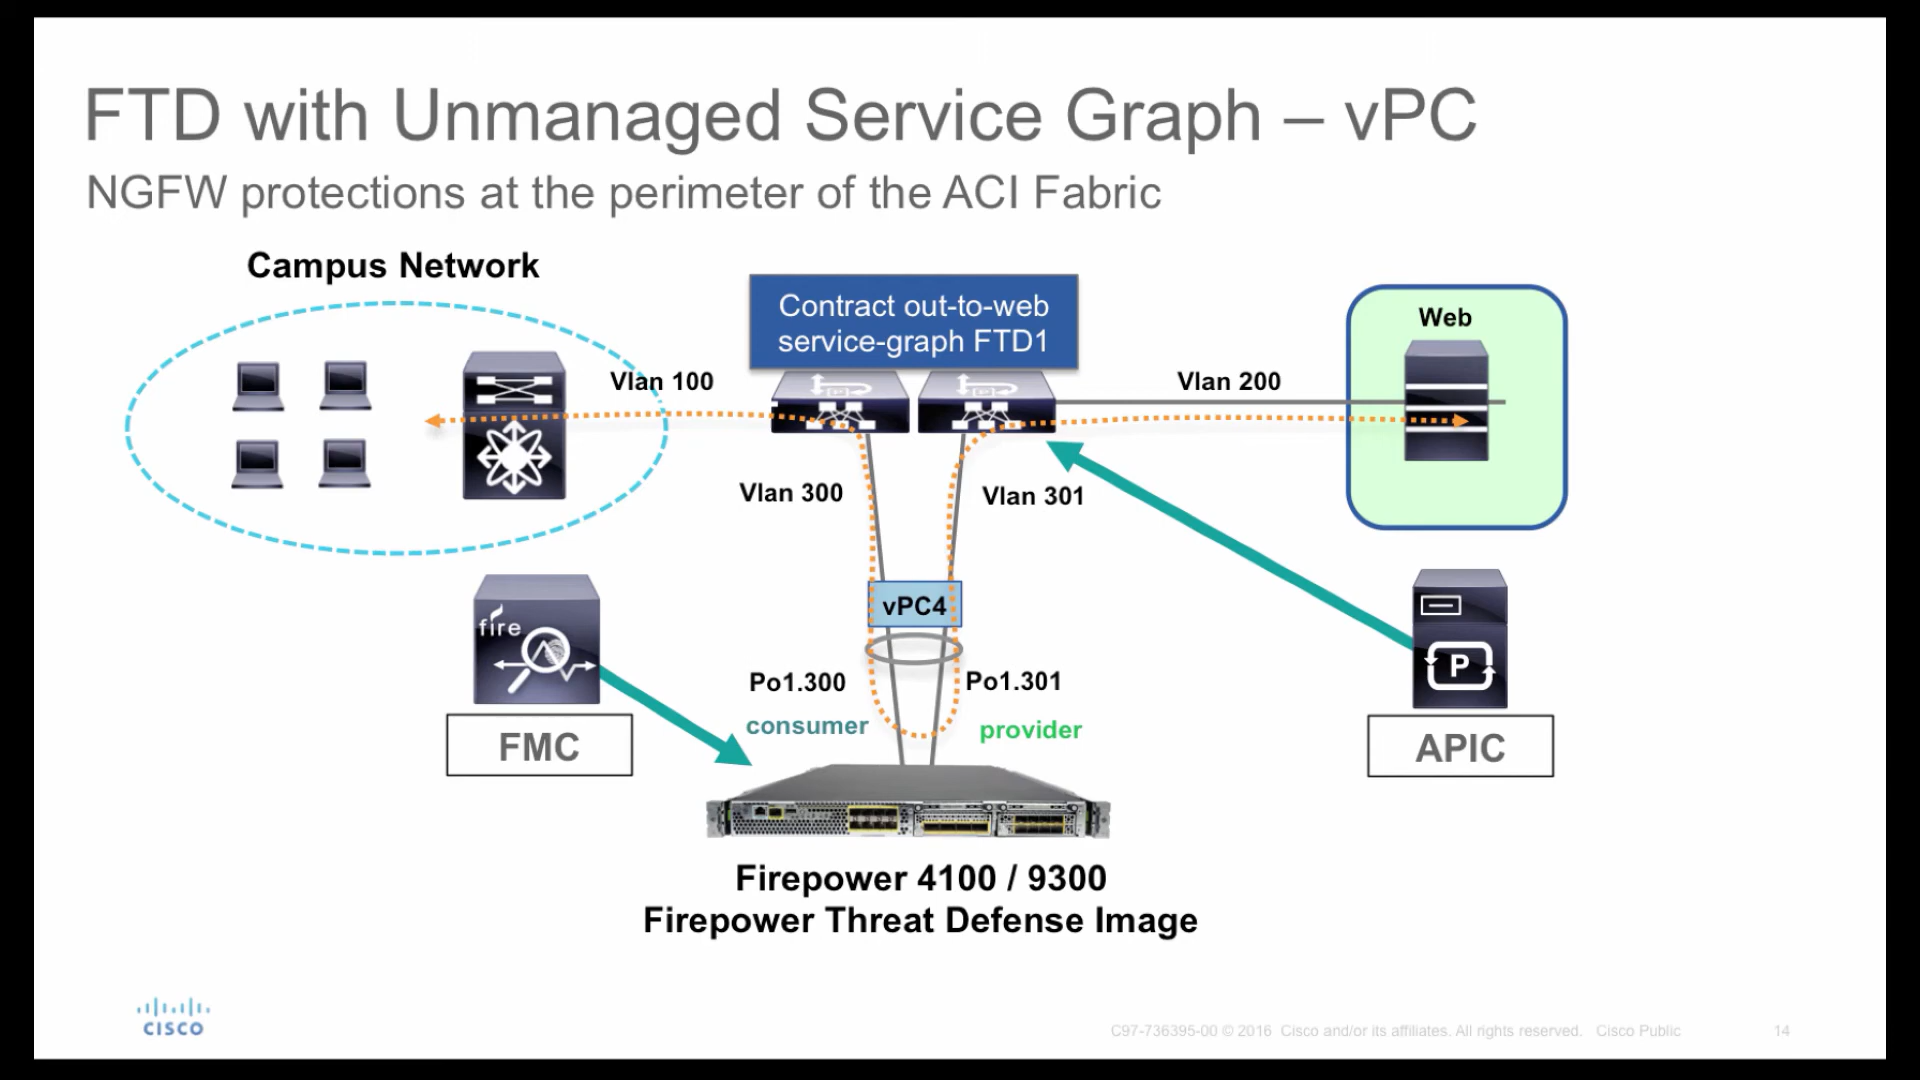 FTD with Unmanaged Service Graph – vPC
NGFW protections at the perimeter of the ACI Fabric
Campus Network
Contract out-to-web
service-graph FTD1
Web
Vlan 100
Vlan 200
Vlan 300
Vlan 301
vPC4
fire
Po1.300
Po1.301
consumer
provider
P
FMC
APIC
Firepower 4100 / 9300
Firepower Threat Defense Image
CISCO
C97-736395-00 © 2016 Cisco and/or its affiliates. All rights reserved. Cisco Public 14